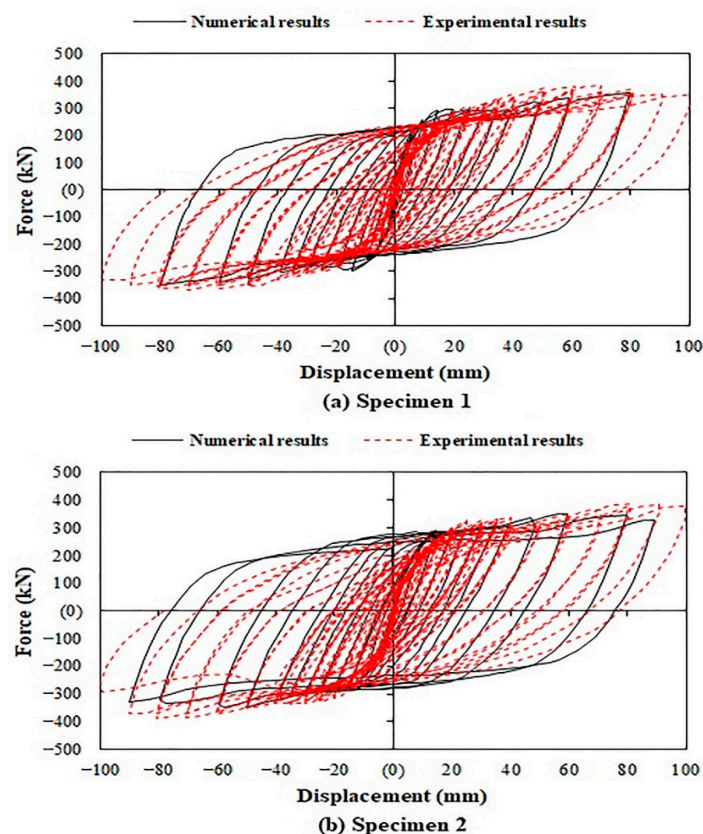 Numerical results Experimental results
500
400
300
200
100
(0)
−100
−200
−300
−400
−500
Force (kN)
−100 −80 −60 −40 −20 (0) 20 40 60 80 100
Displacement (mm)
(a) Specimen 1
Numerical results Experimental results
500
400
300
200
100
(0)
−100
−200
−300
−400
−500
Force (kN)
−100 −80 −60 −40 −20 (0) 20 40 60 80 100
Displacement (mm)
(b) Specimen 2